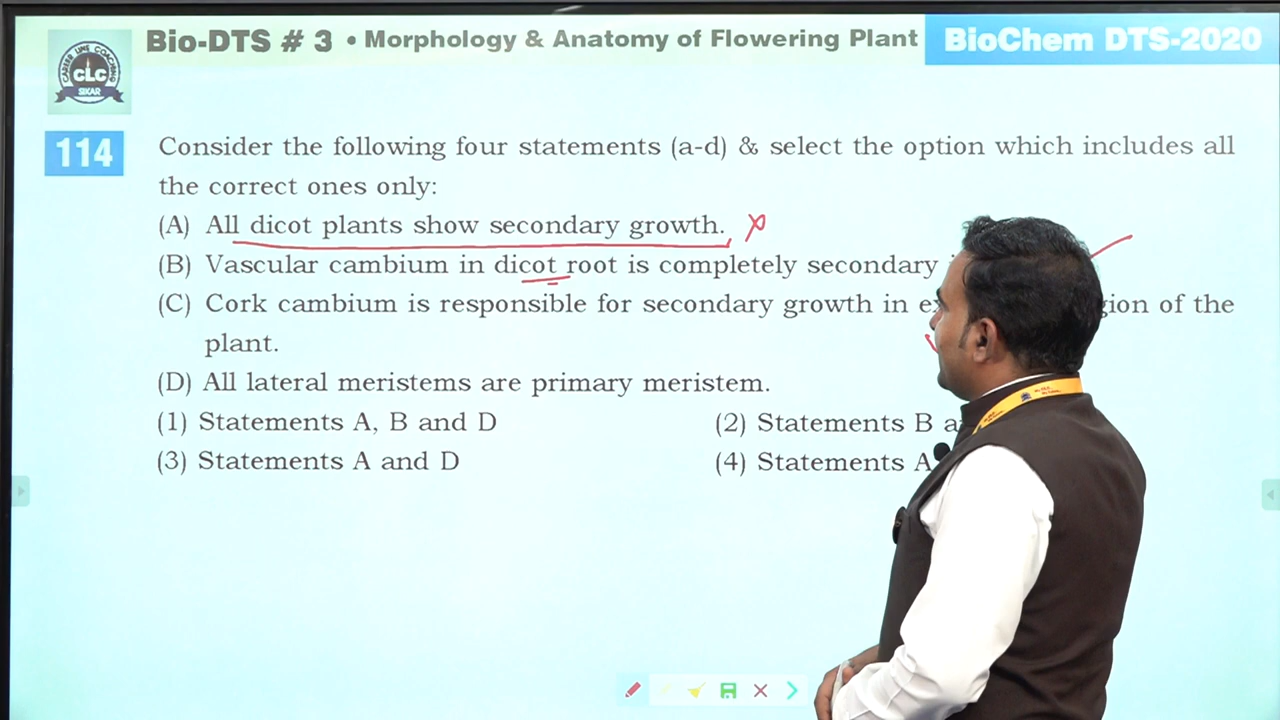 Bio-DTS # 3 • Morphology & Anatomy of Flowering Plant
BioChem DTS-2020
CAREER LINE COACHING
CLC
SIKAR
114
Consider the following four statements (a-d) & select the option which includes all
the correct ones only:
(A) All dicot plants show secondary growth.
(B) Vascular cambium in dicot root is completely secondary
(C) Cork cambium is responsible for secondary growth in of the
plant.
(D) All lateral meristems are primary meristem.
(1) Statements A, B and D
(2) Statements B
(3) Statements A and D
(4) Statements A